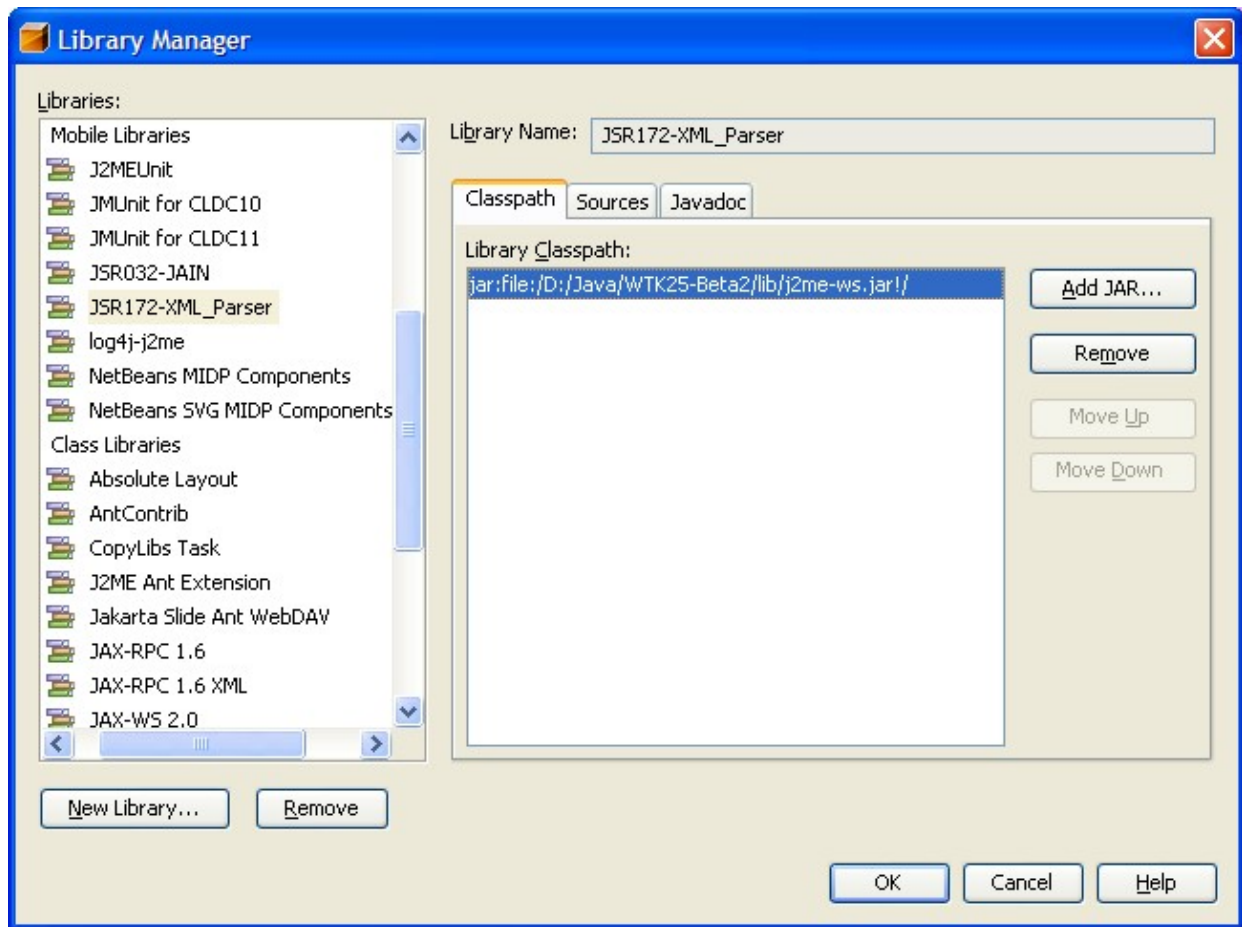 Library Manager
Libraries:
Mobile Libraries
J2MEUnit
JMUnit for CLDC10
JMUnit for CLDC11
JSR032-JAIN
JSR172-XML_Parser
log4j-j2me
NetBeans MIDP Components
NetBeans SVG MIDP Components
Class Libraries
Absolute Layout
AntContrib
CopyLibs Task
J2ME Ant Extension
Jakarta Slide Ant WebDAV
JAX-RPC 1.6
JAX-RPC 1.6 XML
JAX-WS 2.0
New Library...
Remove
Library Name: JSR172-XML_Parser
Classpath Sources Javadoc
Library Classpath:
jar:file:/D:/Java/WTK25-Beta2/lib/j2me-ws.jar!/
Add JAR...
Remove
Move Up
Move Down
OK Cancel Help